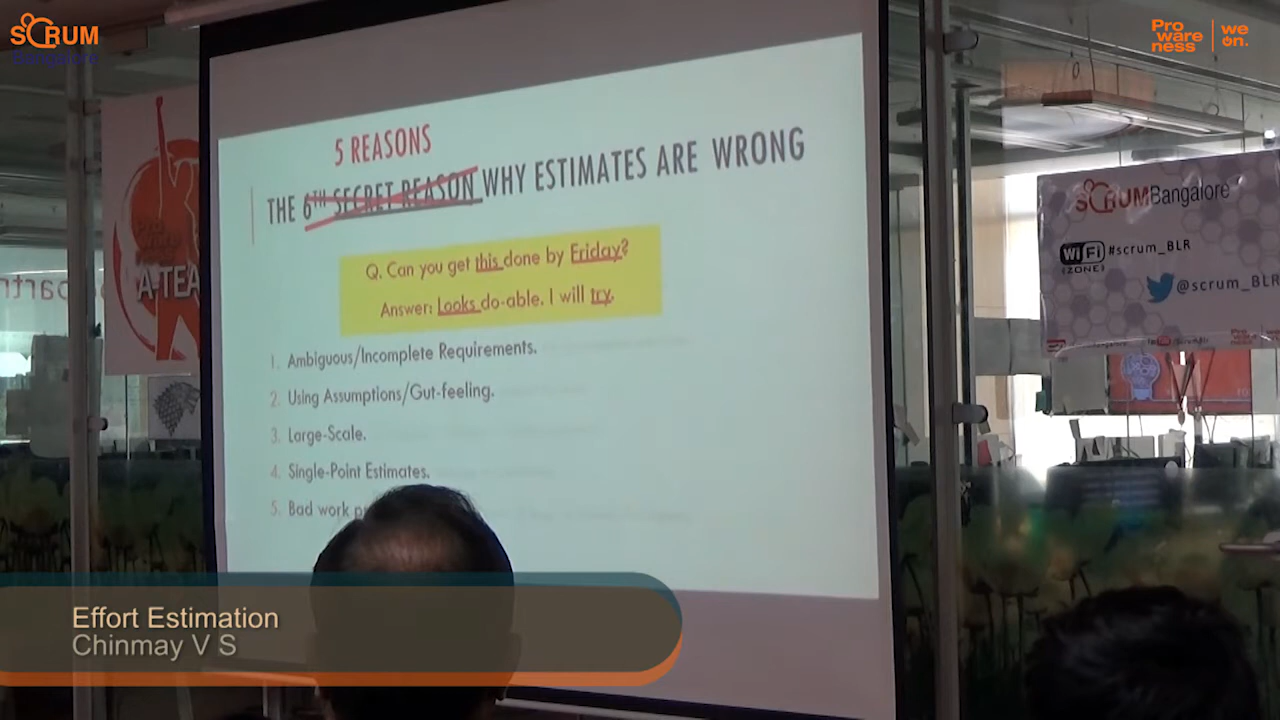 SCRUM
Bangalore
Pro
ware
ness
we
on.
5 REASONS
THE 6TH SECRET REASON WHY ESTIMATES ARE WRONG
Q. Can you get this done by Friday?
Answer: Looks do-able. I will try.
1. Ambiguous/Incomplete Requirements.
2. Using Assumptions/Gut-feeling.
3. Large-Scale.
4. Single-Point Estimates.
5. Bad work
A-TEA
SCRUMBangalore
WiFi
(ZONE)
#scrum_BLR
@scrum_BLR
Effort Estimation
Chinmay V S